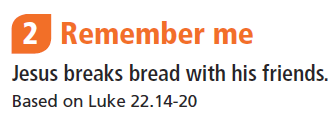 2 Remember me
Jesus breaks bread with his friends.
Based on Luke 22.14-20